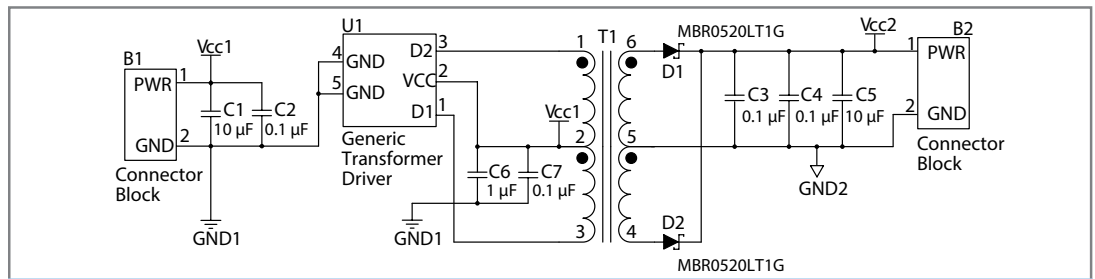 B1
PWR
1
GND
2
Connector
Block
Vcc1
C1
10 µF
C2
0.1 µF
GND1
U1
4
GND
5
GND
D2
3
VCC
2
D1
1
Generic
Transformer
Driver
C6
1 µF
C7
0.1 µF
GND1
Vcc1
T1
1
2
3
6
5
4
MBR0520LT1G
D1
D2
MBR0520LT1G
C3
0.1 µF
C4
0.1 µF
C5
10 µF
GND2
Vcc2
B2
1
PWR
2
GND
Connector
Block